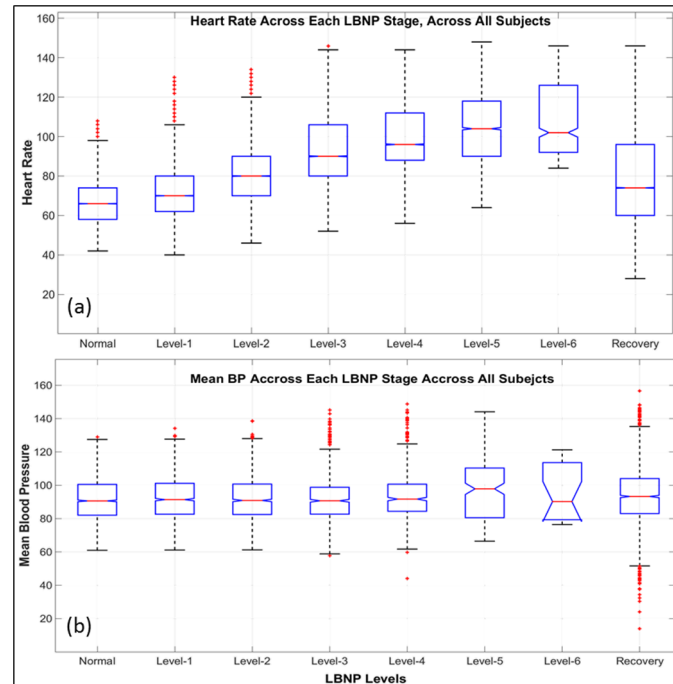 Heart Rate Across Each LBNP Stage, Across All Subjects
Heart Rate
160
140
120
100
80
60
40
20
(a)
Normal Level-1 Level-2 Level-3 Level-4 Level-5 Level-6 Recovery
Mean BP Accross Each LBNP Stage Accross All Subejcts
Mean Blood Pressure
160
140
120
100
80
60
40
20
(b)
Normal Level-1 Level-2 Level-3 Level-4 Level-5 Level-6 Recovery
LBNP Levels